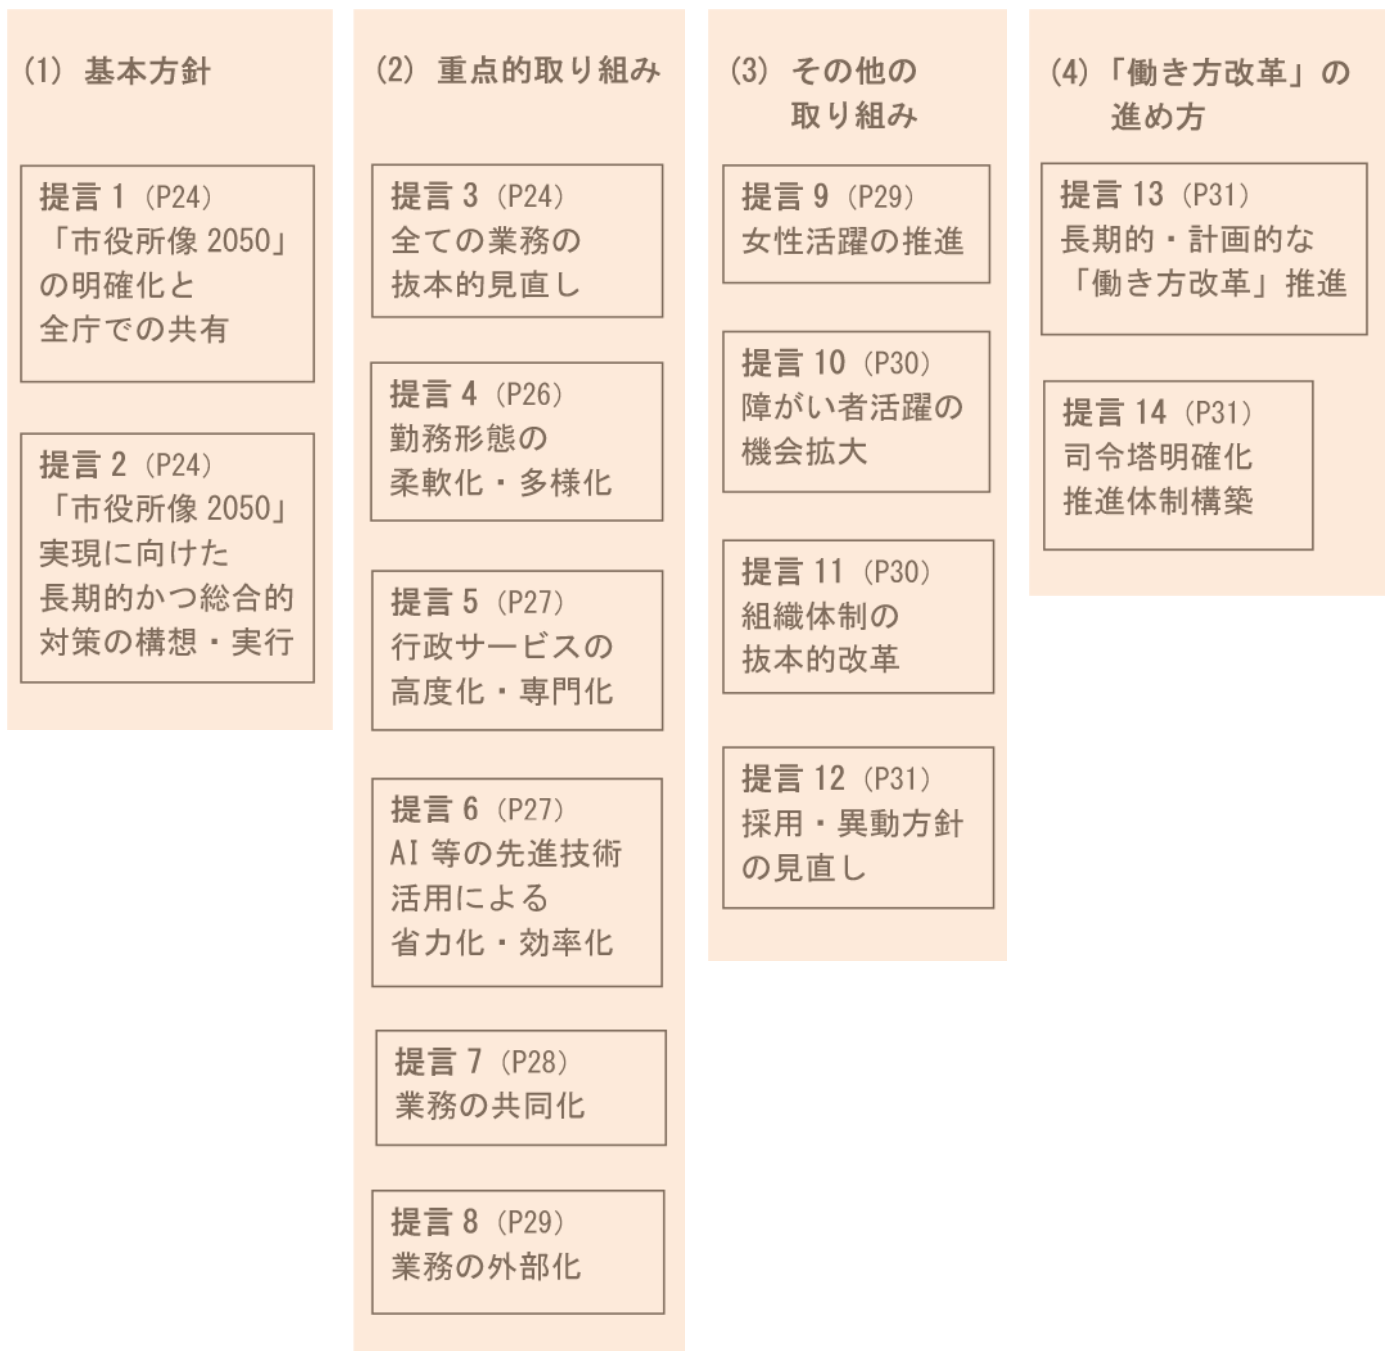 (1) 基本方針
提言 1（P24）
「市役所像 2050」
の明確化と
全庁での共有
提言 2（P24）
「市役所像 2050」
実現に向けた
長期的かつ総合的
対策の構想・実行
(2) 重点的取り組み
提言 3（P24）
全ての業務の
抜本的見直し
提言 4（P26）
勤務形態の
柔軟化・多様化
提言 5（P27）
行政サービスの
高度化・専門化
提言 6（P27）
AI 等の先進技術
活用による
省力化・効率化
提言 7（P28）
業務の共同化
提言 8（P29）
業務の外部化
(3) その他の
取り組み
提言 9（P29）
女性活躍の推進
提言 10（P30）
障がい者活躍の
機会拡大
提言 11（P30）
組織体制の
抜本的改革
提言 12（P31）
採用・異動方針
の見直し
(4)「働き方改革」の
進め方
提言 13（P31）
長期的・計画的な
「働き方改革」推進
提言 14（P31）
司令塔明確化
推進体制構築